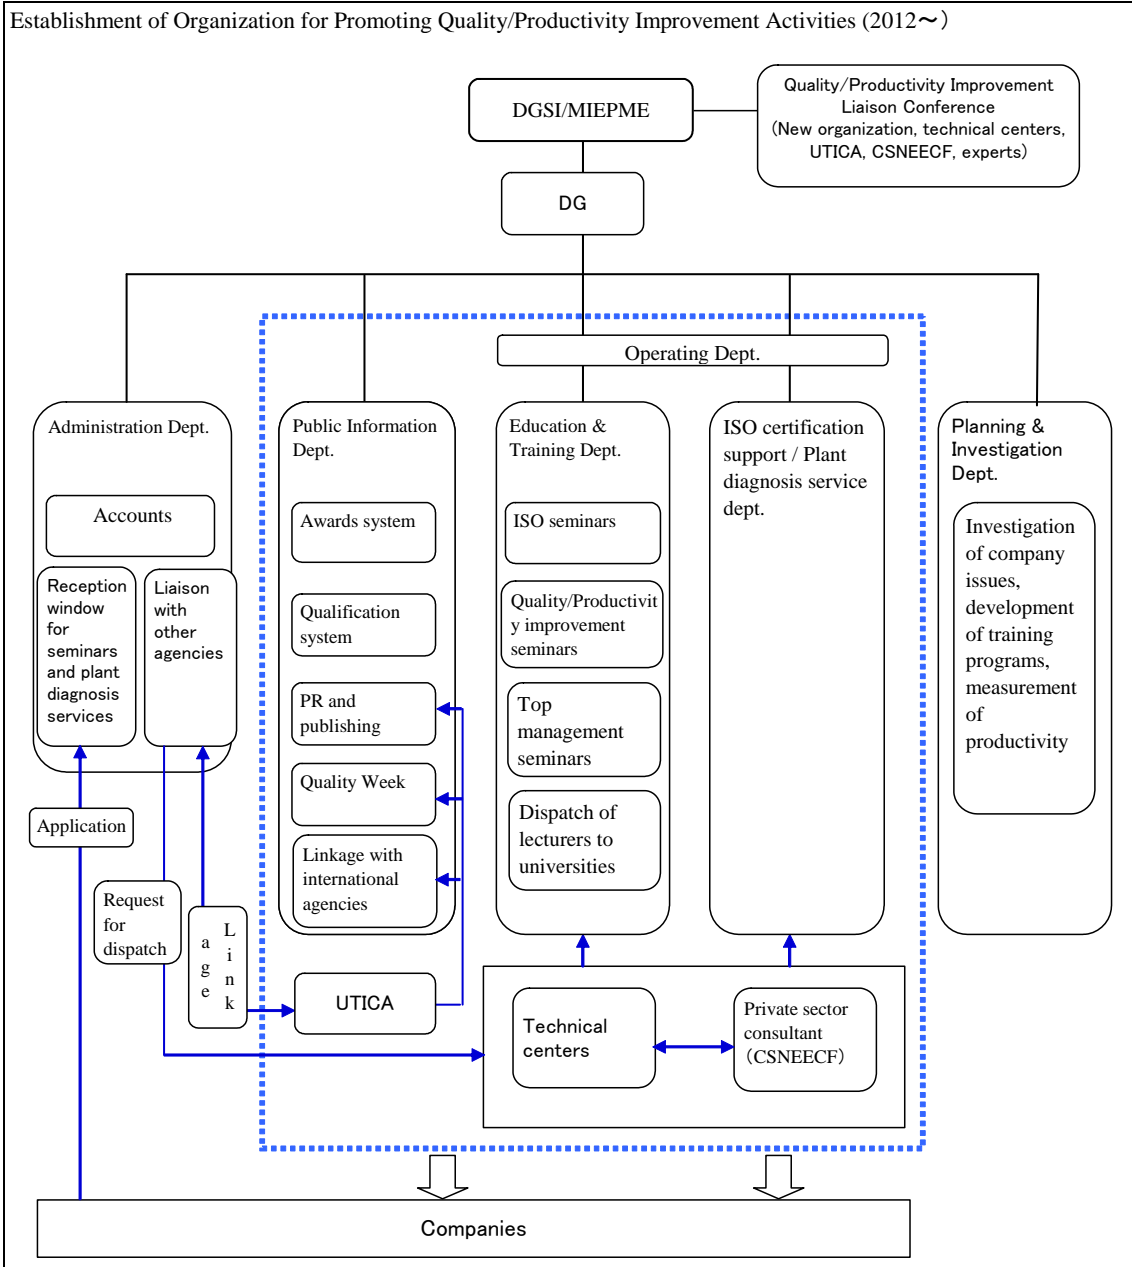 Establishment of Organization for Promoting Quality/Productivity Improvement Activities (2012～)
DGSI/MIEPME
Quality/Productivity Improvement
Liaison Conference
(New organization, technical centers,
UTICA, CSNEECF, experts)
DG
Operating Dept.
Administration Dept.
Accounts
Reception
window
for
seminars
and plant
diagnosis
services
Liaison
with
other
agencies
Public Information
Dept.
Awards system
Qualification
system
PR and
publishing
Quality Week
Linkage with
international
agencies
Education &
Training Dept.
ISO seminars
Quality/Productivit
y improvement
seminars
Top
management
seminars
Dispatch of
lecturers to
universities
ISO certification
support / Plant
diagnosis service
dept.
Planning &
Investigation
Dept.
Investigation
of company
issues,
development
of training
programs,
measurement
of
productivity
Application
Request
for
dispatch
Link
age
UTICA
Technical
centers
Private sector
consultant
(CSNEECF)
Companies